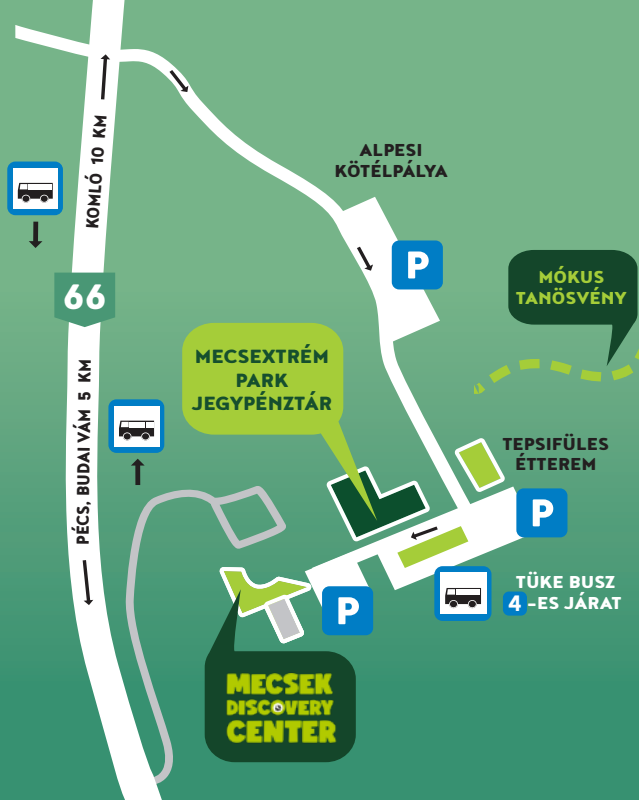 KOMLÓ 10 KM
ALPESI
KÖTÉLPÁLYA
P
66
MÓKUS
TANÖSVÉNY
MECSEXTRÉM
PARK
JEGYPÉNZTÁR
PÉCS, BUDAI VÁM 5 KM
TEPSIFÜLES
ÉTTEREM
P
TÜKE BUSZ
4-ES JÁRAT
P
MECSEK
DISCOVERY
CENTER